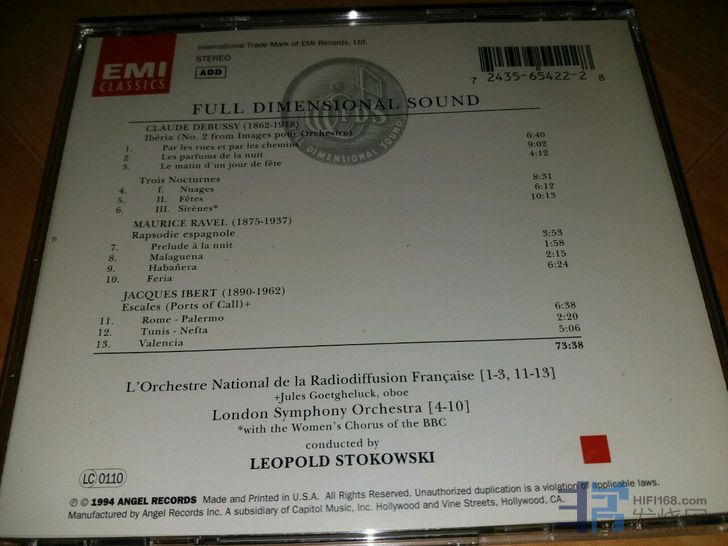 EMI
CLASSICS
International Trade Mark of EMI Records, Ltd.
STEREO
ADD
7 24355-65422-2 8
FULL DIMENSIONAL SOUND
FDS
DIMENSIONAL SOUND
CLAUDE DEBUSSY (1862-1918)
Ibéria (No. 2 from Images pour Orchestre)
1. Par les rues et par les chemins 6:40
2. Les parfums de la nuit 9:02
3. Le matin d'un jour de fête 4:12
Trois Nocturnes
4. I. Nuages 8:31
5. II. Fêtes 6:12
6. III. Sirènes* 10:13
MAURICE RAVEL (1875-1937)
Rapsodie espagnole
7. Prelude à la nuit 3:53
8. Malaguena 1:58
9. Habañera 2:15
10. Feria 6:24
JACQUES IBERT (1890-1962)
Escales (Ports of Call)+
11. Rome - Palermo 6:38
12. Tunis - Nefta 2:20
13. Valencia 5:06
73:38
L'Orchestre National de la Radiodiffusion Française [1-3, 11-13]
+Jules Goetgheluck, oboe
London Symphony Orchestra [4-10]
*with the Women's Chorus of the BBC
conducted by
LEOPOLD STOKOWSKI
LC 0110
℗ © 1994 ANGEL RECORDS Made and Printed in U.S.A. All Rights Reserved. Unauthorized duplication is a violation of applicable laws.
Manufactured by Angel Records Inc. A subsidiary of Capitol Music, Inc. Hollywood and Vine Streets, Hollywood, CA.
HIFI168.com
发烧网